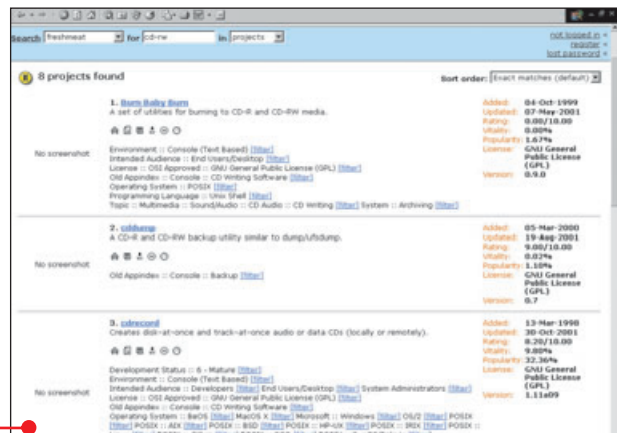 Search freshmeat for cd-rw in projects
not logged in «
register «
lost password «
8 projects found
Sort order: Exact matches (default)
1. Burn Baby Burn
A set of utilities for burning to CD-R and CD-RW media.
No screenshot
Environment :: Console (Text Based) [filter]
Intended Audience :: End Users/Desktop [filter]
License :: OSI Approved :: GNU General Public License (GPL) [filter]
Old Appindex :: Console :: CD Writing Software [filter]
Operating System :: POSIX [filter]
Programming Language :: Unix Shell [filter]
Topic :: Multimedia :: Sound/Audio :: CD Audio :: CD Writing [filter] System :: Archiving [filter]
Added: 04-Oct-1999
Updated: 07-May-2001
Rating: 0.00/10.00
Vitality: 0.00%
Popularity: 1.67%
License: GNU General
Public License
(GPL)
Version: 0.9.0
2. cddump
A CD-R and CD-RW backup utility similar to dump/ufsdump.
No screenshot
Old Appindex :: Console :: Backup [filter]
Added: 05-Mar-2000
Updated: 19-Aug-2001
Rating: 9.00/10.00
Vitality: 0.02%
Popularity: 1.10%
License: GNU General
Public License
(GPL)
Version: 0.7
3. cdrecord
Creates disk-at-once and track-at-once audio or data CDs (locally or remotely).
No screenshot
Development Status :: 6 - Mature [filter]
Environment :: Console (Text Based) [filter]
Intended Audience :: Developers [filter] End Users/Desktop [filter] System Administrators [filter]
License :: OSI Approved :: GNU General Public License (GPL) [filter]
Old Appindex :: Console :: CD Writing Software [filter]
Operating System :: BeOS [filter] MacOS X [filter] Microsoft :: Windows [filter] OS/2 [filter] POSIX
[filter] POSIX :: AIX [filter] POSIX :: BSD [filter] POSIX :: HP-UX [filter] POSIX :: IRIX [filter] POSIX ::
Added: 13-Mar-1998
Updated: 30-Oct-2001
Rating: 8.20/10.00
Vitality: 9.80%
Popularity: 32.36%
License: GNU General
Public License
(GPL)
Version: 1.11a09